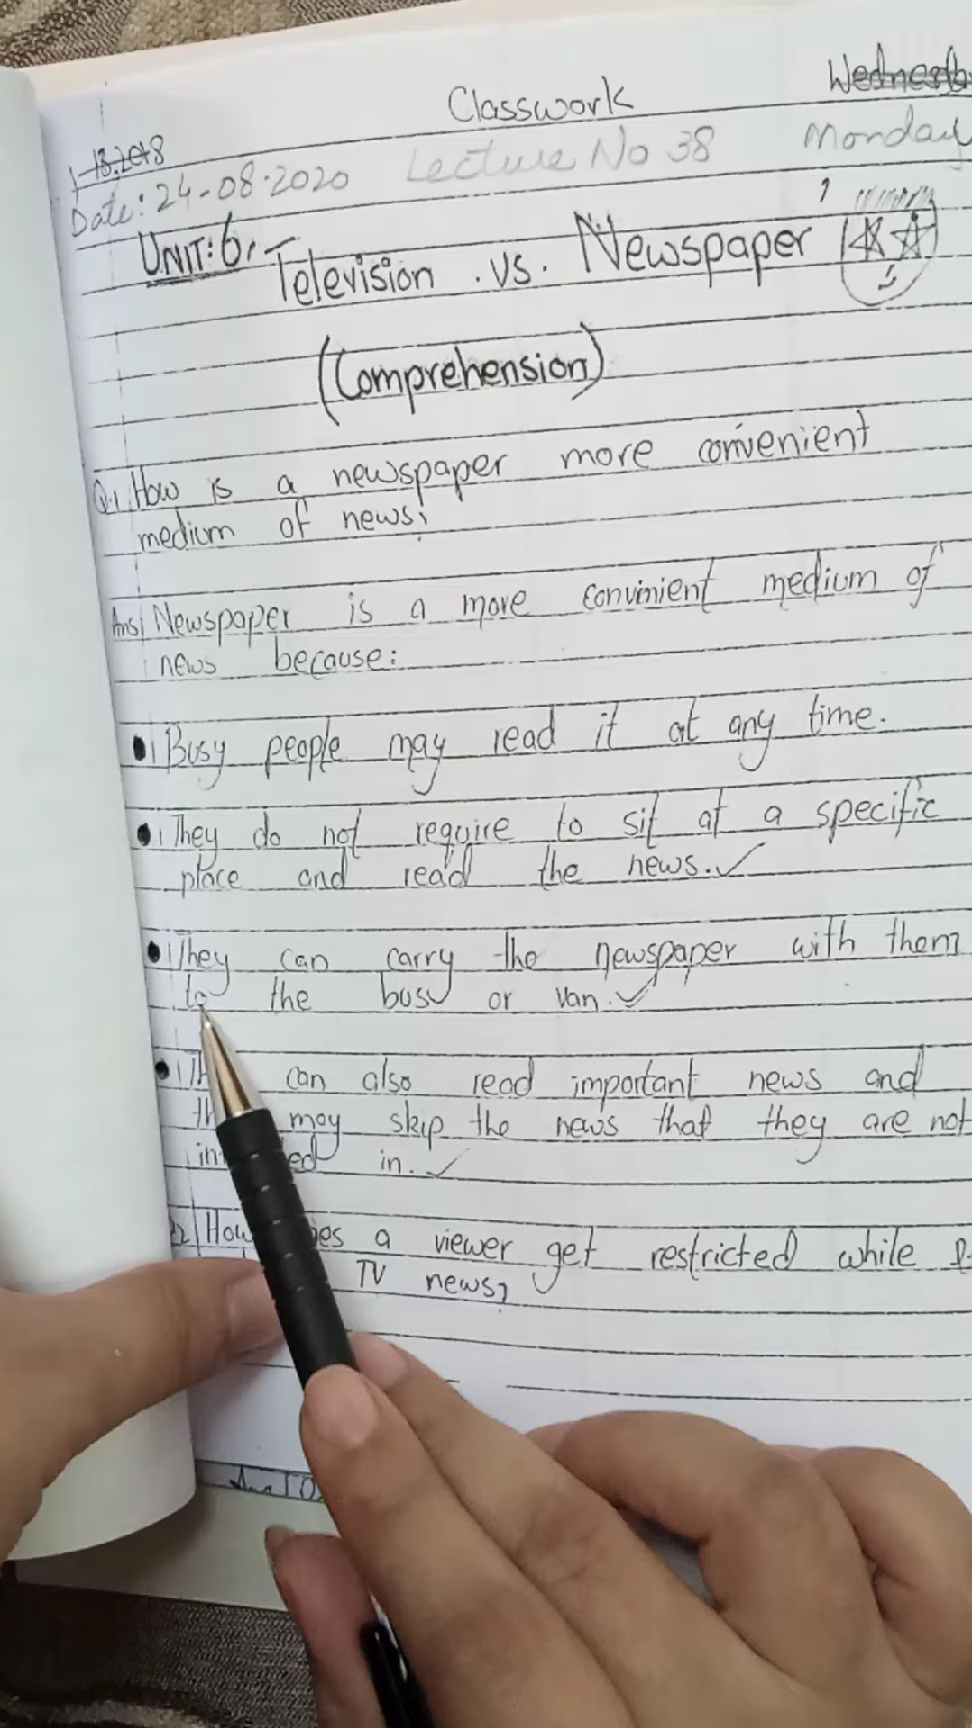 Classwork Wednesday
Date: 24-08-2020 Lecture No 38 Monday
UNIT: 6, Television .vs. Newspaper
(Comprehension)
Q.1, How is a newspaper more convenient
medium of news?
Ans, Newspaper is a more convinient medium of
news because:
Busy people may read it at any time.
They do not require to sit at a specific
place and read the news.
They can carry the newspaper with them
to the bus or van.
can also read important news and
may skip the news that they are not
in.
How a viewer get restricted while
TV news?